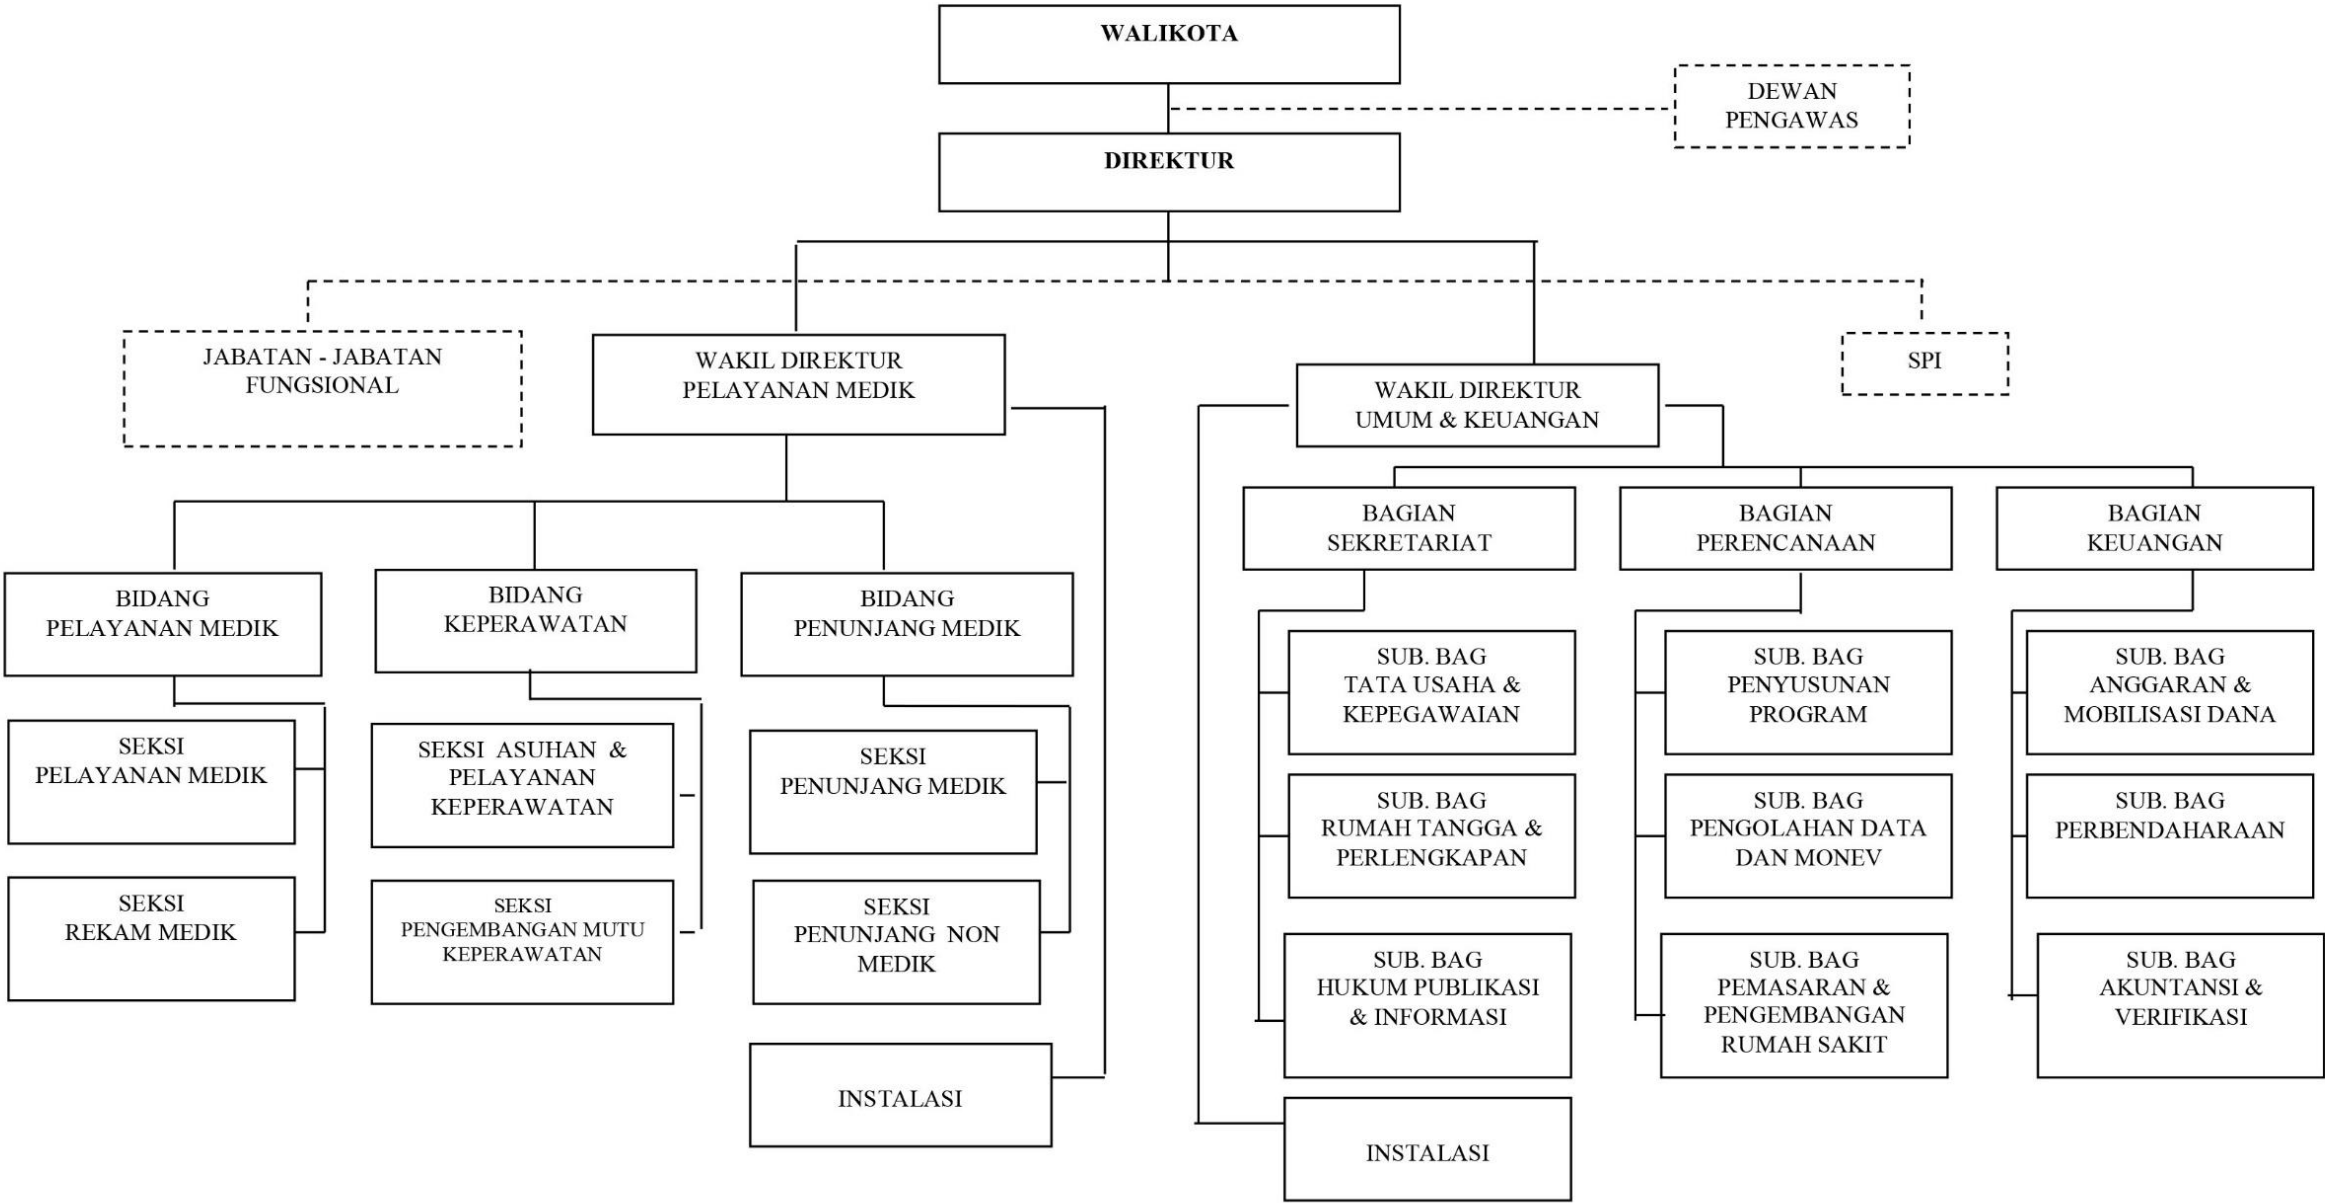 WALIKOTA
DEWAN
PENGAWAS
DIREKTUR
JABATAN - JABATAN
FUNGSIONAL
WAKIL DIREKTUR
PELAYANAN MEDIK
WAKIL DIREKTUR
UMUM & KEUANGAN
SPI
BAGIAN
SEKRETARIAT
BAGIAN
PERENCANAAN
BAGIAN
KEUANGAN
BIDANG
PELAYANAN MEDIK
BIDANG
KEPERAWATAN
BIDANG
PENUNJANG MEDIK
SUB. BAG
TATA USAHA &
KEPEGAWAIAN
SUB. BAG
PENYUSUNAN
PROGRAM
SUB. BAG
ANGGARAN &
MOBILISASI DANA
SEKSI
PELAYANAN MEDIK
SEKSI ASUHAN &
PELAYANAN
KEPERAWATAN
SEKSI
PENUNJANG MEDIK
SUB. BAG
RUMAH TANGGA &
PERLENGKAPAN
SUB. BAG
PENGOLAHAN DATA
DAN MONEV
SUB. BAG
PERBENDAHARAAN
SEKSI
REKAM MEDIK
SEKSI
PENGEMBANGAN MUTU
KEPERAWATAN
SEKSI
PENUNJANG NON
MEDIK
SUB. BAG
HUKUM PUBLIKASI
& INFORMASI
SUB. BAG
PEMASARAN &
PENGEMBANGAN
RUMAH SAKIT
SUB. BAG
AKUNTANSI &
VERIFIKASI
INSTALASI
INSTALASI